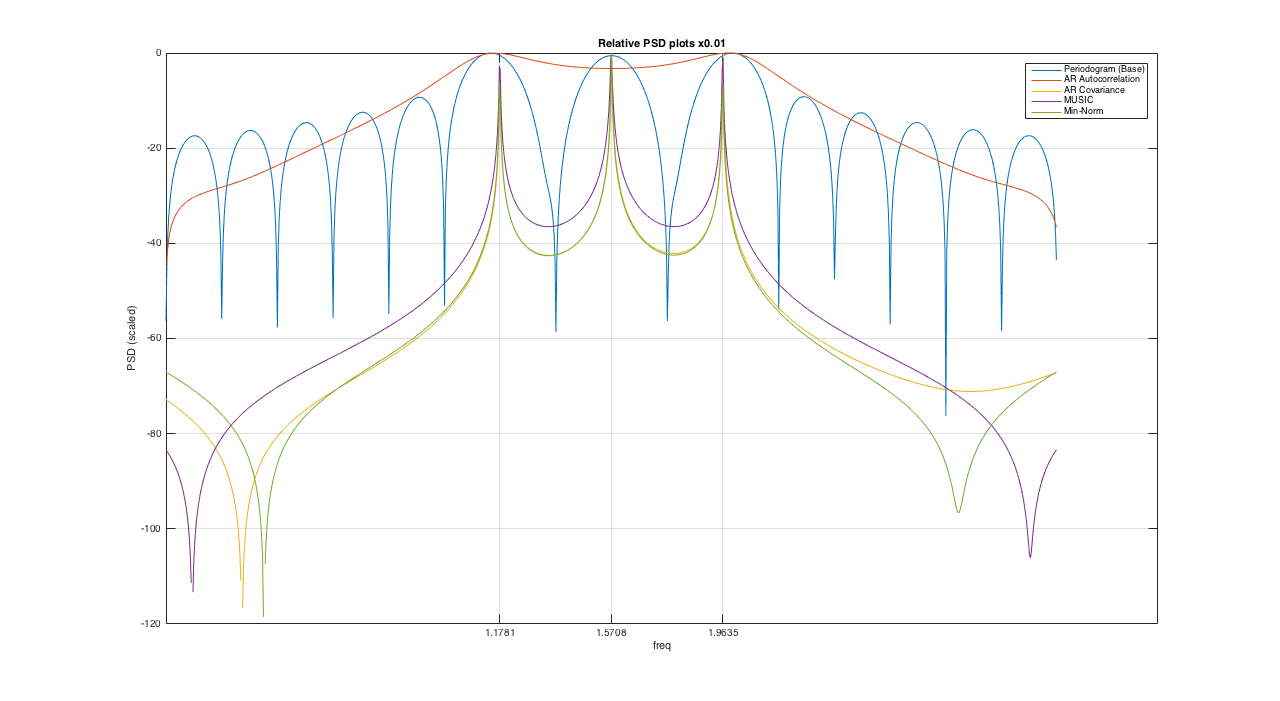 Relative PSD plots x0.01
Periodogram (Base)
AR Autocorrelation
AR Covariance
MUSIC
Min-Norm
PSD (scaled)
0
-20
-40
-60
-80
-100
-120
1.1781
1.5708
1.9635
freq